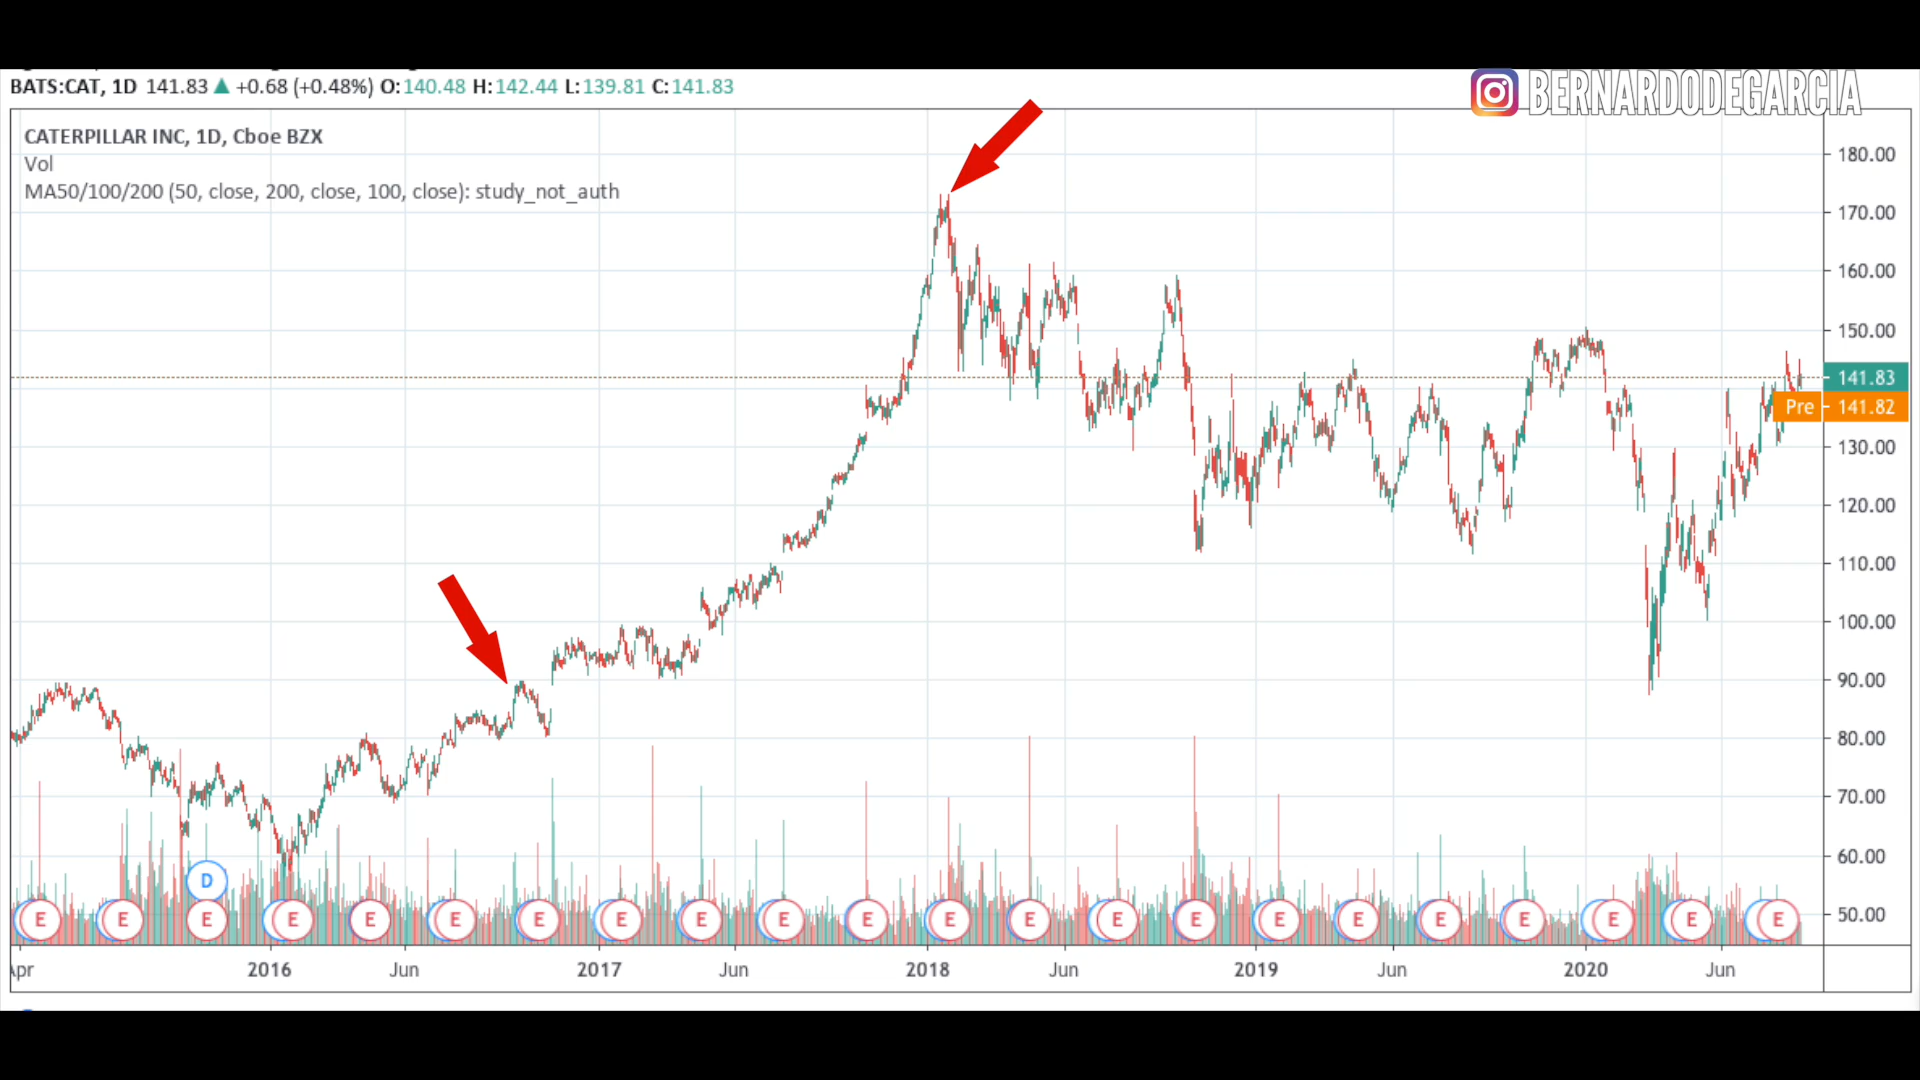 BATS:CAT, 1D 141.83 ▲ +0.68 (+0.48%) O:140.48 H:142.44 L:139.81 C:141.83
BERNARDODEGARCIA
CATERPILLAR INC, 1D, Cboe BZX
Vol
MA50/100/200 (50, close, 200, close, 100, close): study_not_auth
180.00
170.00
160.00
150.00
141.83
Pre 141.82
130.00
120.00
110.00
100.00
90.00
80.00
70.00
60.00
50.00
D
E E E E E E E E E E E E E E E E E E E E E E
Apr 2016 Jun 2017 Jun 2018 Jun 2019 Jun 2020 Jun